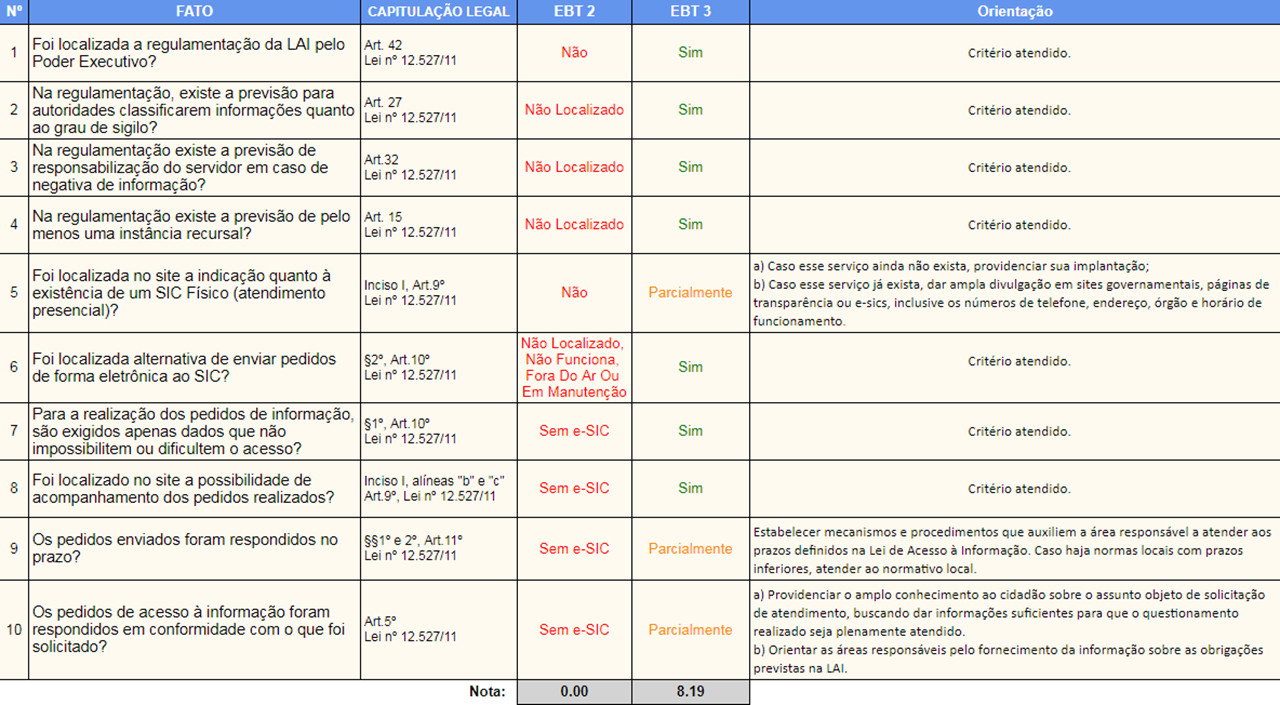 Nº FATO CAPITULAÇÃO LEGAL EBT 2 EBT 3 Orientação
1 Foi localizada a regulamentação da LAI pelo
Poder Executivo?
Art. 42
Lei nº 12.527/11
Não Sim Critério atendido.
2 Na regulamentação, existe a previsão para
autoridades classificarem informações quanto
ao grau de sigilo?
Art. 27
Lei nº 12.527/11
Não Localizado Sim Critério atendido.
3 Na regulamentação existe a previsão de
responsabilização do servidor em caso de
negativa de informação?
Art.32
Lei nº 12.527/11
Não Localizado Sim Critério atendido.
4 Na regulamentação existe a previsão de pelo
menos uma instância recursal?
Art. 15
Lei nº 12.527/11
Não Localizado Sim Critério atendido.
5 Foi localizada no site a indicação quanto à
existência de um SIC Físico (atendimento
presencial)?
Inciso I, Art.9º
Lei nº 12.527/11
Não Parcialmente
a) Caso esse serviço ainda não exista, providenciar sua implantação;
b) Caso esse serviço já exista, dar ampla divulgação em sites governamentais, páginas de
transparência ou e-sics, inclusive os números de telefone, endereço, órgão e horário de
funcionamento.
6 Foi localizada alternativa de enviar pedidos
de forma eletrônica ao SIC?
§2º, Art.10º
Lei nº 12.527/11
Não Localizado,
Não Funciona,
Fora Do Ar Ou
Em Manutenção
Sim Critério atendido.
7 Para a realização dos pedidos de informação,
são exigidos apenas dados que não
impossibilitem ou dificultem o acesso?
§1º, Art.10º
Lei nº 12.527/11
Sem e-SIC Sim Critério atendido.
8 Foi localizado no site a possibilidade de
acompanhamento dos pedidos realizados?
Inciso I, alíneas "b" e "c"
Art.9º, Lei nº 12.527/11
Sem e-SIC Sim Critério atendido.
9 Os pedidos enviados foram respondidos no
prazo?
§§1º e 2º, Art.11º
Lei nº 12.527/11
Sem e-SIC Parcialmente
Estabelecer mecanismos e procedimentos que auxiliem a área responsável a atender aos
prazos definidos na Lei de Acesso à Informação. Caso haja normas locais com prazos
inferiores, atender ao normativo local.
10 Os pedidos de acesso à informação foram
respondidos em conformidade com o que foi
solicitado?
Art.5º
Lei nº 12.527/11
Sem e-SIC Parcialmente
a) Providenciar o amplo conhecimento ao cidadão sobre o assunto objeto de solicitação
de atendimento, buscando dar informações suficientes para que o questionamento
realizado seja plenamente atendido.
b) Orientar as áreas responsáveis pelo fornecimento da informação sobre as obrigações
previstas na LAI.
Nota: 0.00 8.19